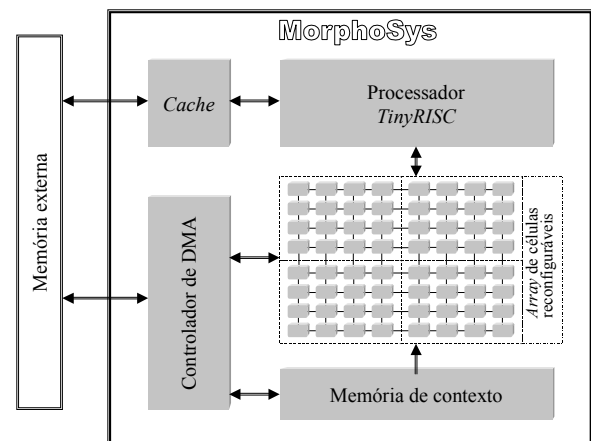 MorphoSys
Memória externa
Cache
Processador
TinyRISC
Controlador de DMA
Array de células
reconfiguráveis
Memória de contexto